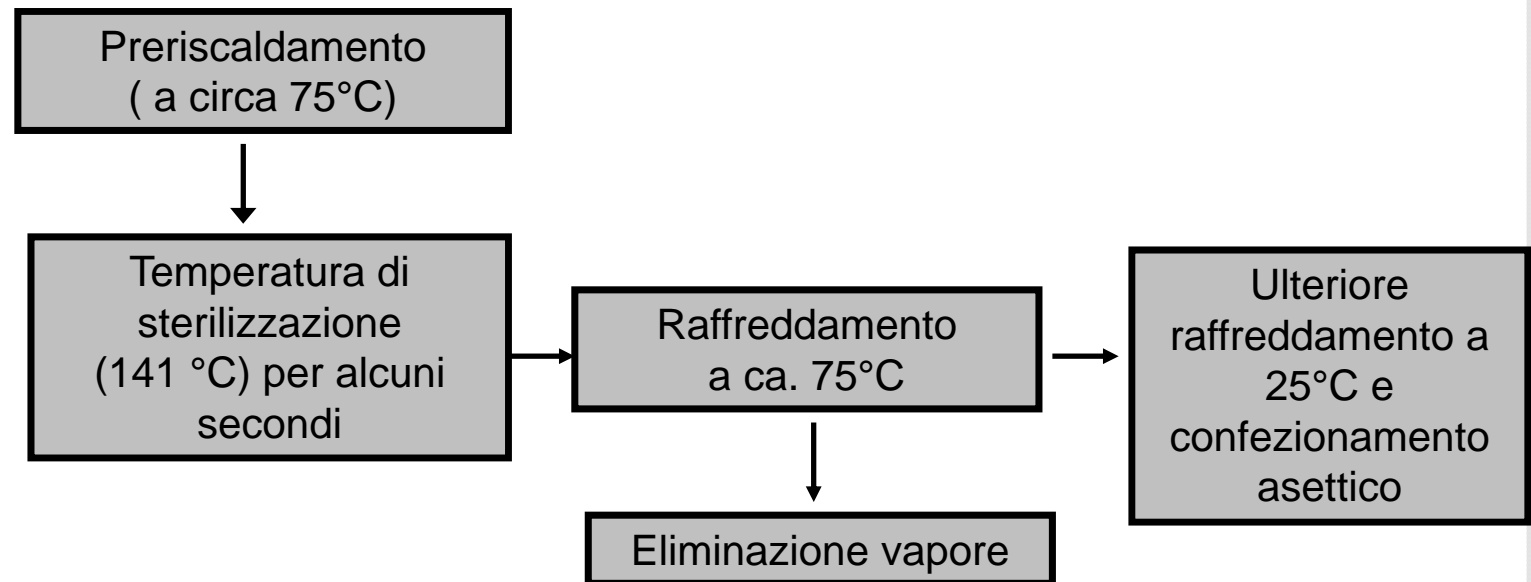 Preriscaldamento
( a circa 75°C)
Temperatura di
sterilizzazione
(141 °C) per alcuni
secondi
Raffreddamento
a ca. 75°C
Ulteriore
raffreddamento a
25°C e
confezionamento
asettico
Eliminazione vapore